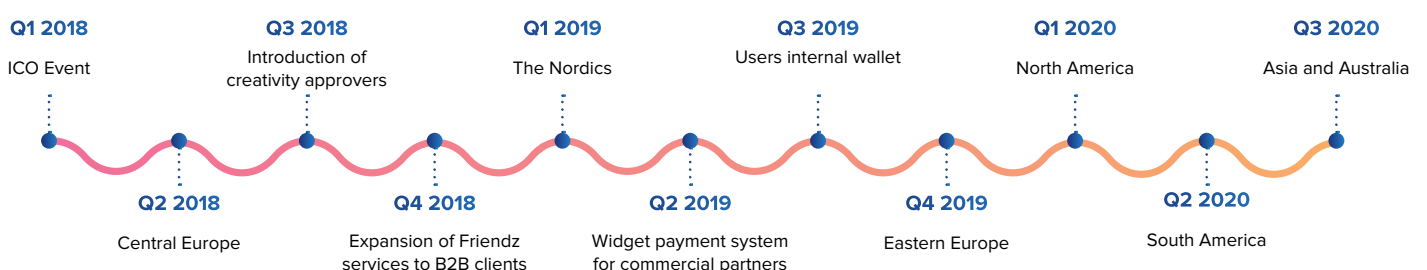 Q1 2018
ICO Event
Q2 2018
Central Europe
Q3 2018
Introduction of
creativity approvers
Q4 2018
Expansion of Friendz
services to B2B clients
Q1 2019
The Nordics
Q2 2019
Widget payment system
for commercial partners
Q3 2019
Users internal wallet
Q4 2019
Eastern Europe
Q1 2020
North America
Q2 2020
South America
Q3 2020
Asia and Australia